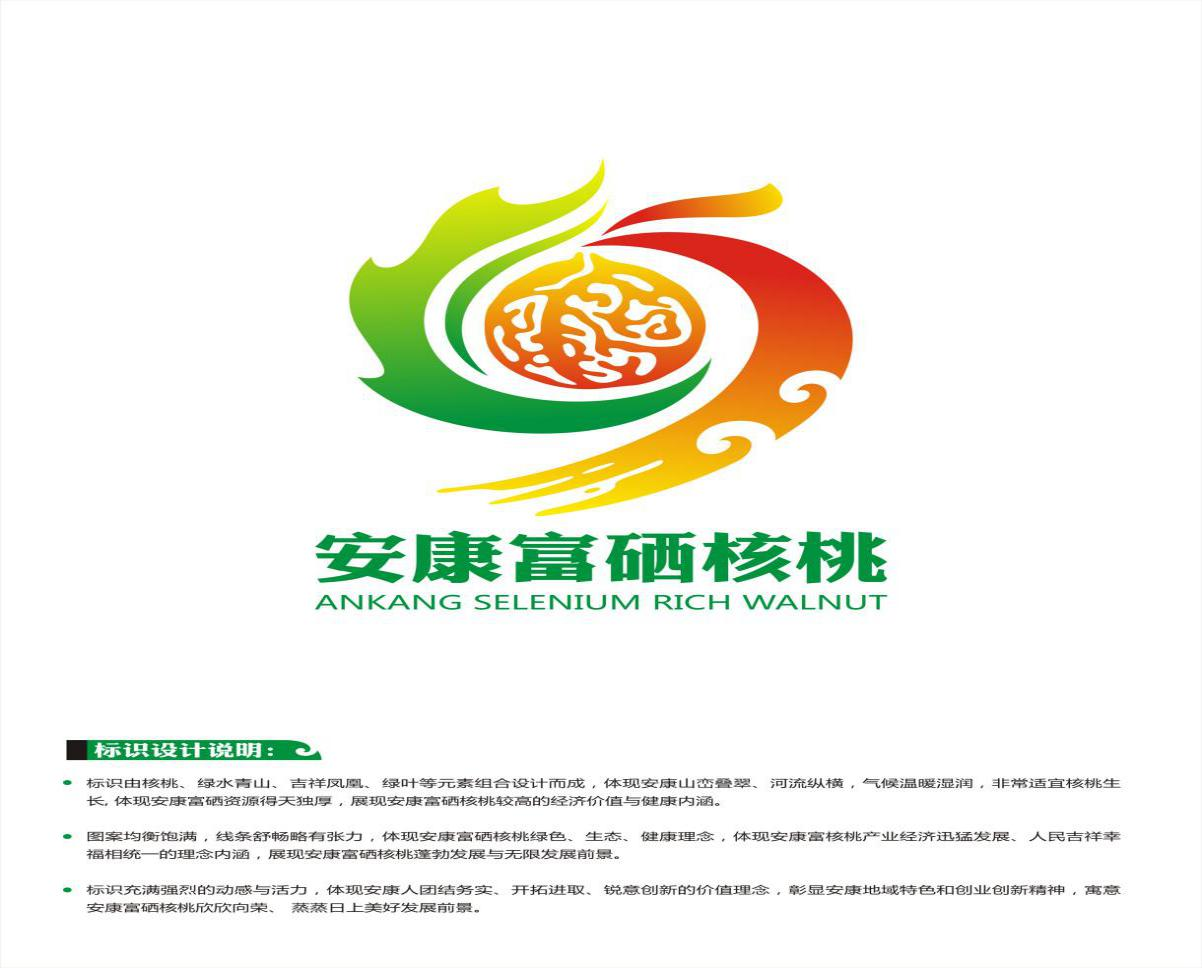 安康富硒核桃
ANKANG SELENIUM RICH WALNUT
标识设计说明：
标识由核桃、绿水青山、吉祥凤凰、绿叶等元素组合设计而成，体现安康山峦叠翠、河流纵横，气候温暖湿润，非常适宜核桃生
长, 体现安康富硒资源得天独厚，展现安康富硒核桃较高的经济价值与健康内涵。
图案均衡饱满，线条舒畅略有张力，体现安康富硒核桃绿色、生态、健康理念，体现安康富核桃产业经济迅猛发展、人民吉祥幸
福相统一的理念内涵，展现安康富硒核桃蓬勃发展与无限发展前景。
标识充满强烈的动感与活力，体现安康人团结务实、开拓进取、锐意创新的价值理念，彰显安康地域特色和创业创新精神，寓意
安康富硒核桃欣欣向荣、 蒸蒸日上美好发展前景。